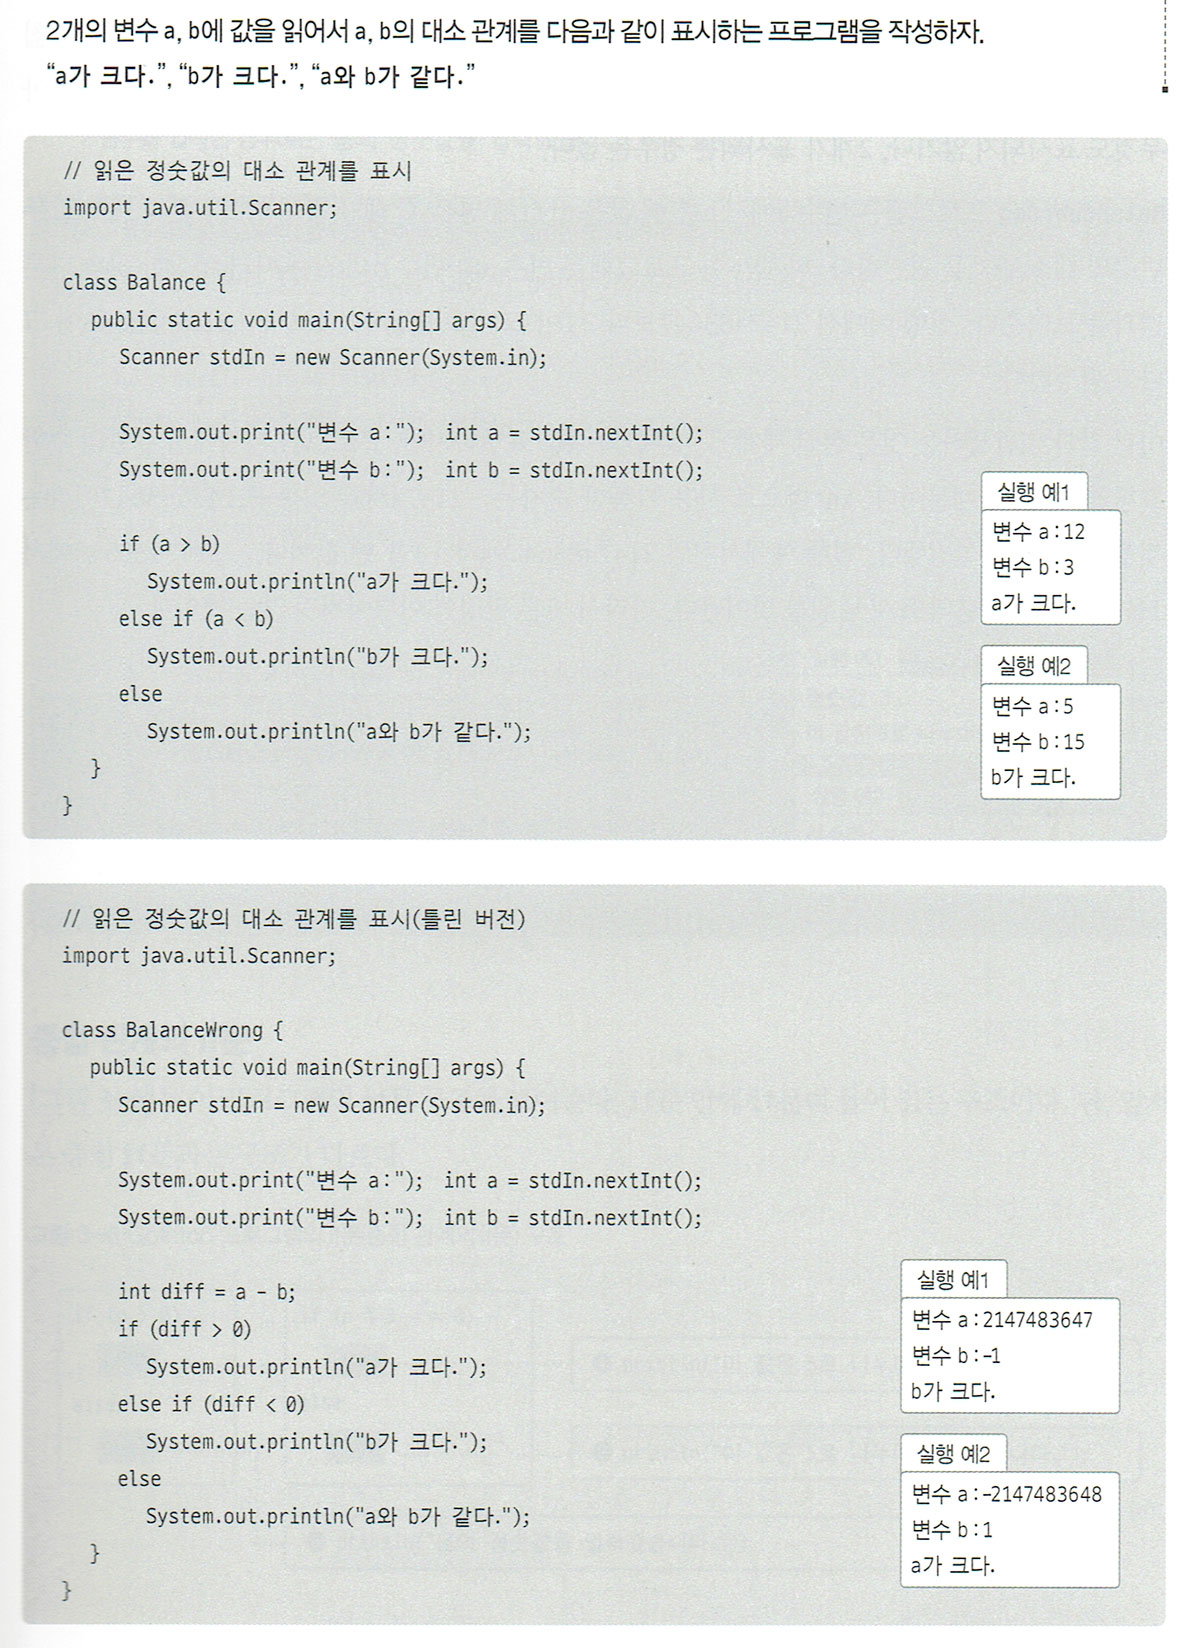 2개의 변수 a, b에 값을 읽어서 a, b의 대소 관계를 다음과 같이 표시하는 프로그램을 작성하자.
“a가 크다.”, “b가 크다.”, “a와 b가 같다.”
// 읽은 정숫값의 대소 관계를 표시
import java.util.Scanner;
class Balance {
public static void main(String[] args) {
Scanner stdIn = new Scanner(System.in);
System.out.print("변수 a:"); int a = stdIn.nextInt();
System.out.print("변수 b:"); int b = stdIn.nextInt();
if (a > b)
System.out.println("a가 크다.");
else if (a < b)
System.out.println("b가 크다.");
else
System.out.println("a와 b가 같다.");
}
}
실행 예1
변수 a:12
변수 b:3
a가 크다.
실행 예2
변수 a:5
변수 b:15
b가 크다.
// 읽은 정숫값의 대소 관계를 표시(틀린 버전)
import java.util.Scanner;
class BalanceWrong {
public static void main(String[] args) {
Scanner stdIn = new Scanner(System.in);
System.out.print("변수 a:"); int a = stdIn.nextInt();
System.out.print("변수 b:"); int b = stdIn.nextInt();
int diff = a - b;
if (diff > 0)
System.out.println("a가 크다.");
else if (diff < 0)
System.out.println("b가 크다.");
else
System.out.println("a와 b가 같다.");
}
}
실행 예1
변수 a:2147483647
변수 b:-1
b가 크다.
실행 예2
변수 a:-2147483648
변수 b:1
a가 크다.